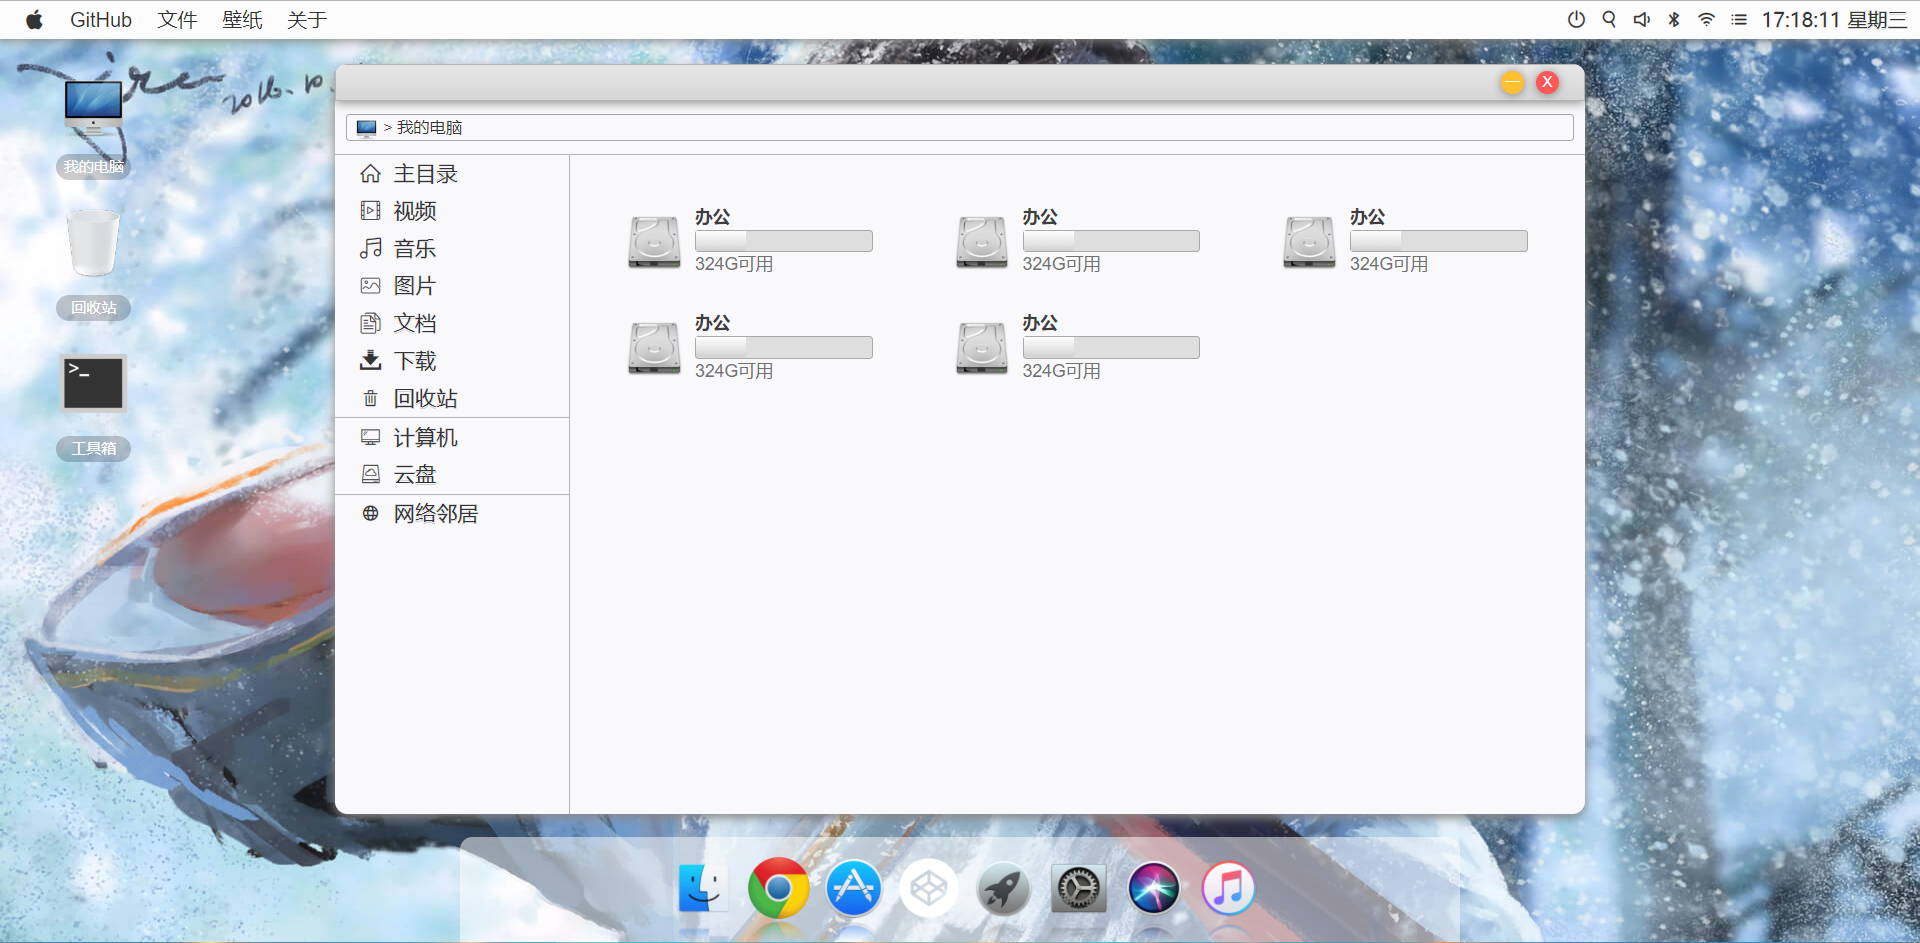 GitHub 文件 壁纸 关于 17:18:11 星期三
2016.10.
我的电脑
回收站
>_
工具箱
— X
> 我的电脑
主目录
视频
音乐
图片
文档
下载
回收站
计算机
云盘
网络邻居
办公
324G可用
办公
324G可用
办公
324G可用
办公
324G可用
办公
324G可用